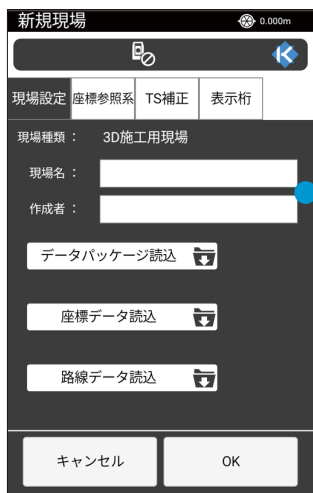 新規現場 0.000m
現場設定 座標参照系 TS補正 表示桁
現場種類： 3D施工用現場
現場名：
作成者：
データパッケージ読込
座標データ読込
路線データ読込
キャンセル OK